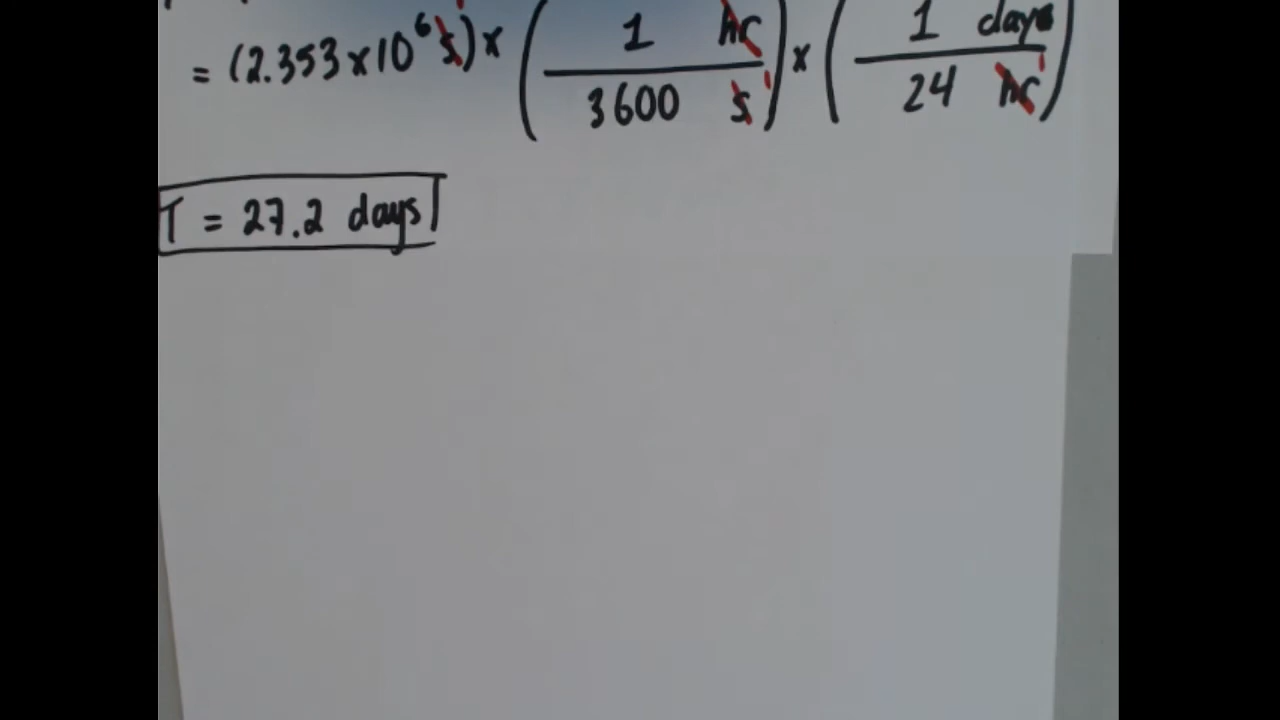 = (2.353 x 10⁶ s) x ( 1 hr / 3600 s ) x ( 1 days / 24 hr )
T = 27.2 days